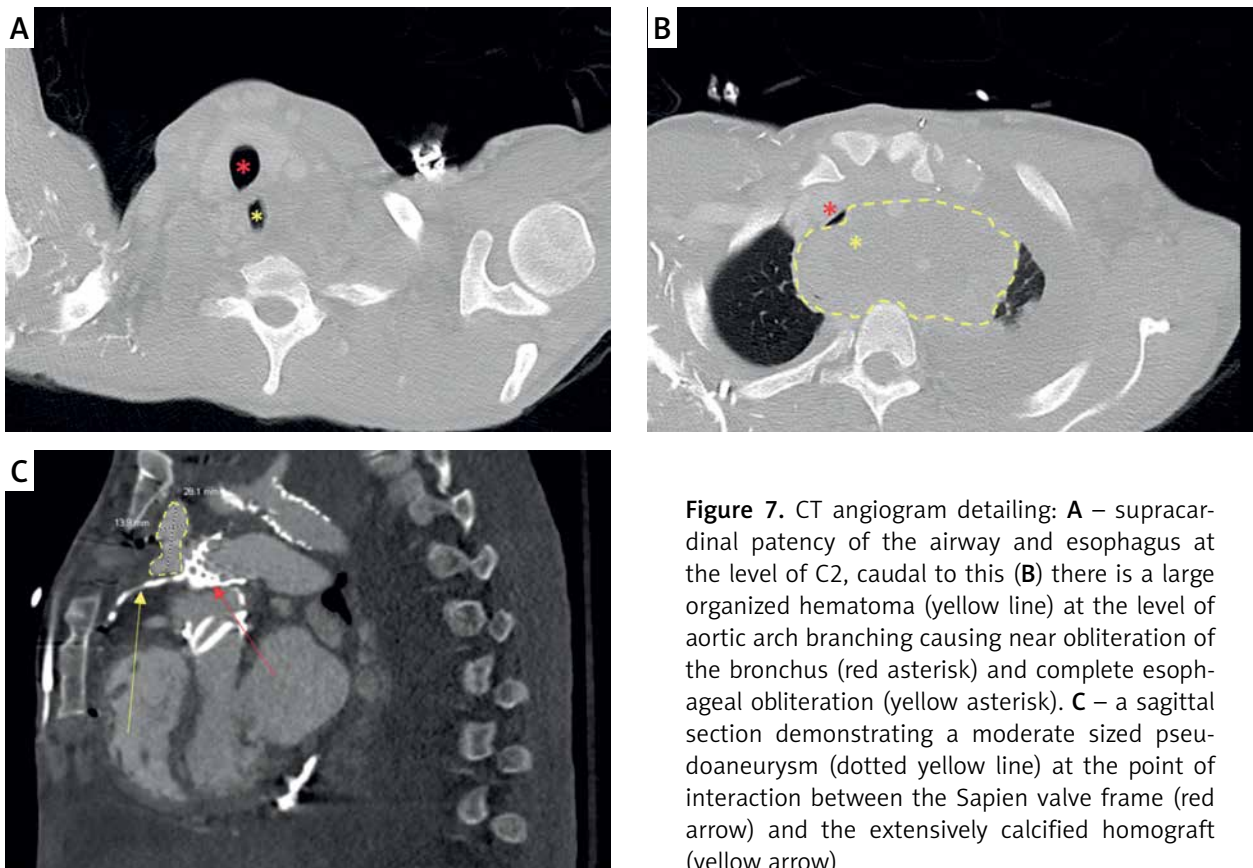 A
B
C
28.1 mm
13.9 mm
Figure 7. CT angiogram detailing: A – supracar-
dinal patency of the airway and esophagus at
the level of C2, caudal to this (B) there is a large
organized hematoma (yellow line) at the level of
aortic arch branching causing near obliteration of
the bronchus (red asterisk) and complete esoph-
ageal obliteration (yellow asterisk). C – a sagittal
section demonstrating a moderate sized pseu-
doaneurysm (dotted yellow line) at the point of
interaction between the Sapien valve frame (red
arrow) and the extensively calcified homograft
(yellow arrow)